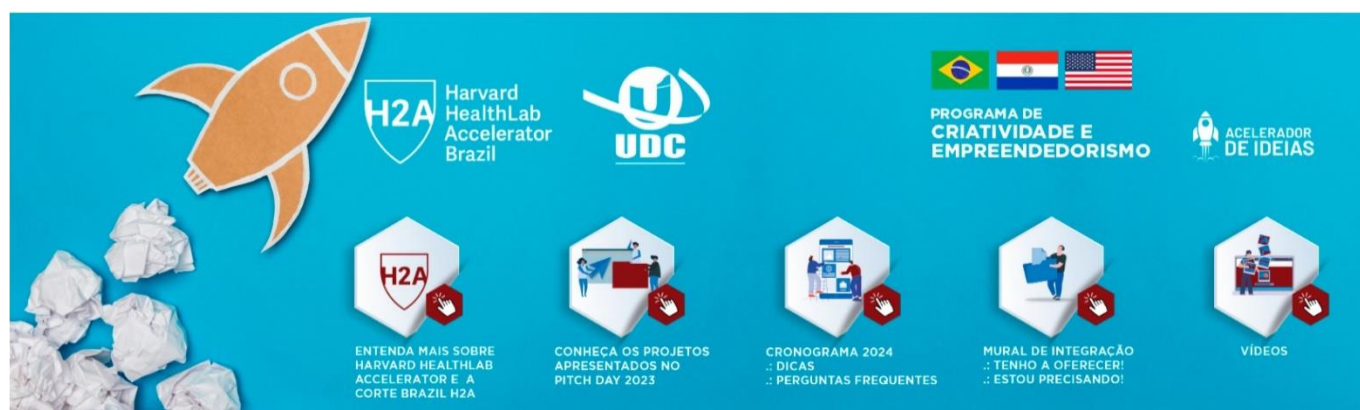 H2A
Harvard
HealthLab
Accelerator
Brazil
U
UDC
PROGRAMA DE
CRIATIVIDADE E
EMPREENDEDORISMO
ACELERADOR
DE IDEIAS
H2A
ENTENDA MAIS SOBRE
HARVARD HEALTHLAB
ACCELERATOR E A
CORTE BRAZIL H2A
CONHEÇA OS PROJETOS
APRESENTADOS NO
PITCH DAY 2023
CRONOGRAMA 2024
.: DICAS
.: PERGUNTAS FREQUENTES
MURAL DE INTEGRAÇÃO
.: TENHO A OFERECER!
.: ESTOU PRECISANDO!
VÍDEOS